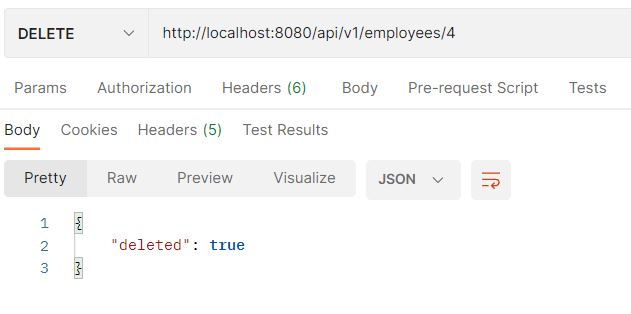 DELETE http://localhost:8080/api/v1/employees/4
Params Authorization Headers (6) Body Pre-request Script Tests
Body Cookies Headers (5) Test Results
Pretty Raw Preview Visualize JSON
1 {
2 "deleted": true
3 }